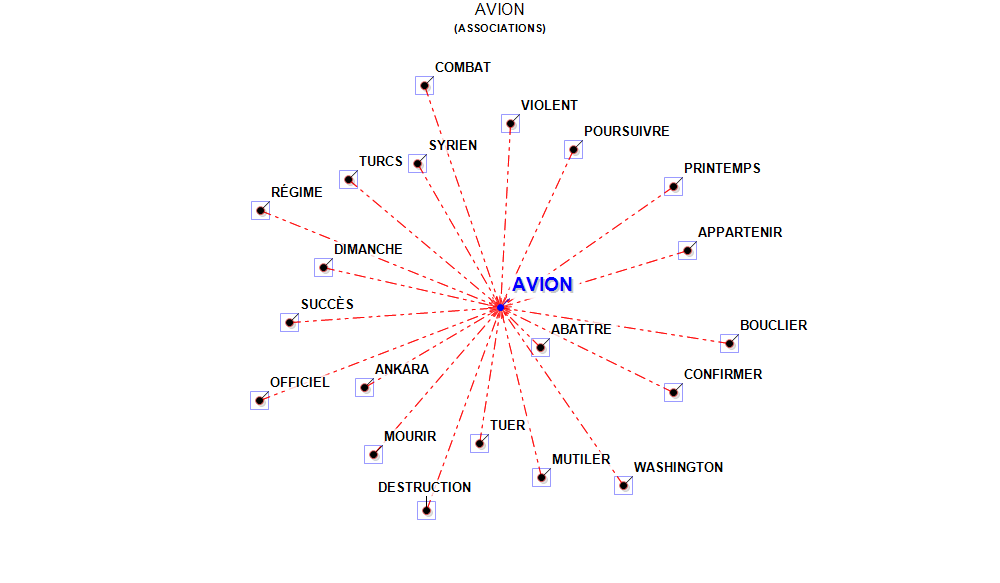 AVION
(ASSOCIATIONS)
COMBAT
VIOLENT
POURSUIVRE
SYRIEN
TURCS
PRINTEMPS
RÉGIME
APPARTENIR
DIMANCHE
AVION
SUCCÈS
BOUCLIER
ABATTRE
ANKARA
CONFIRMER
OFFICIEL
TUER
MOURIR
MUTILER
WASHINGTON
DESTRUCTION